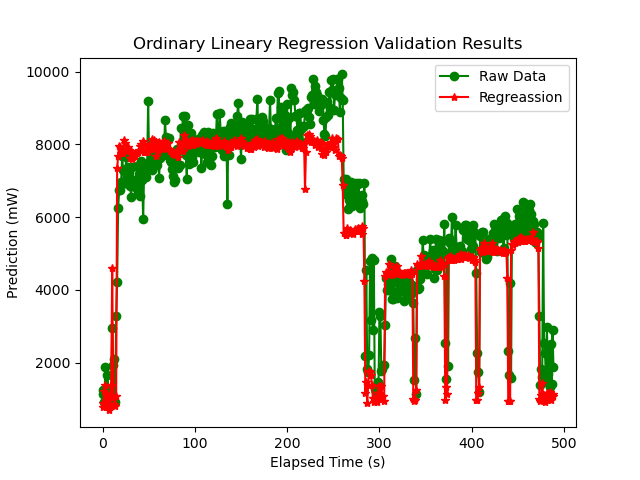 Ordinary Lineary Regression Validation Results
Raw Data
Regreassion
Prediction (mW)
10000
8000
6000
4000
2000
0
100
200
300
400
500
Elapsed Time (s)